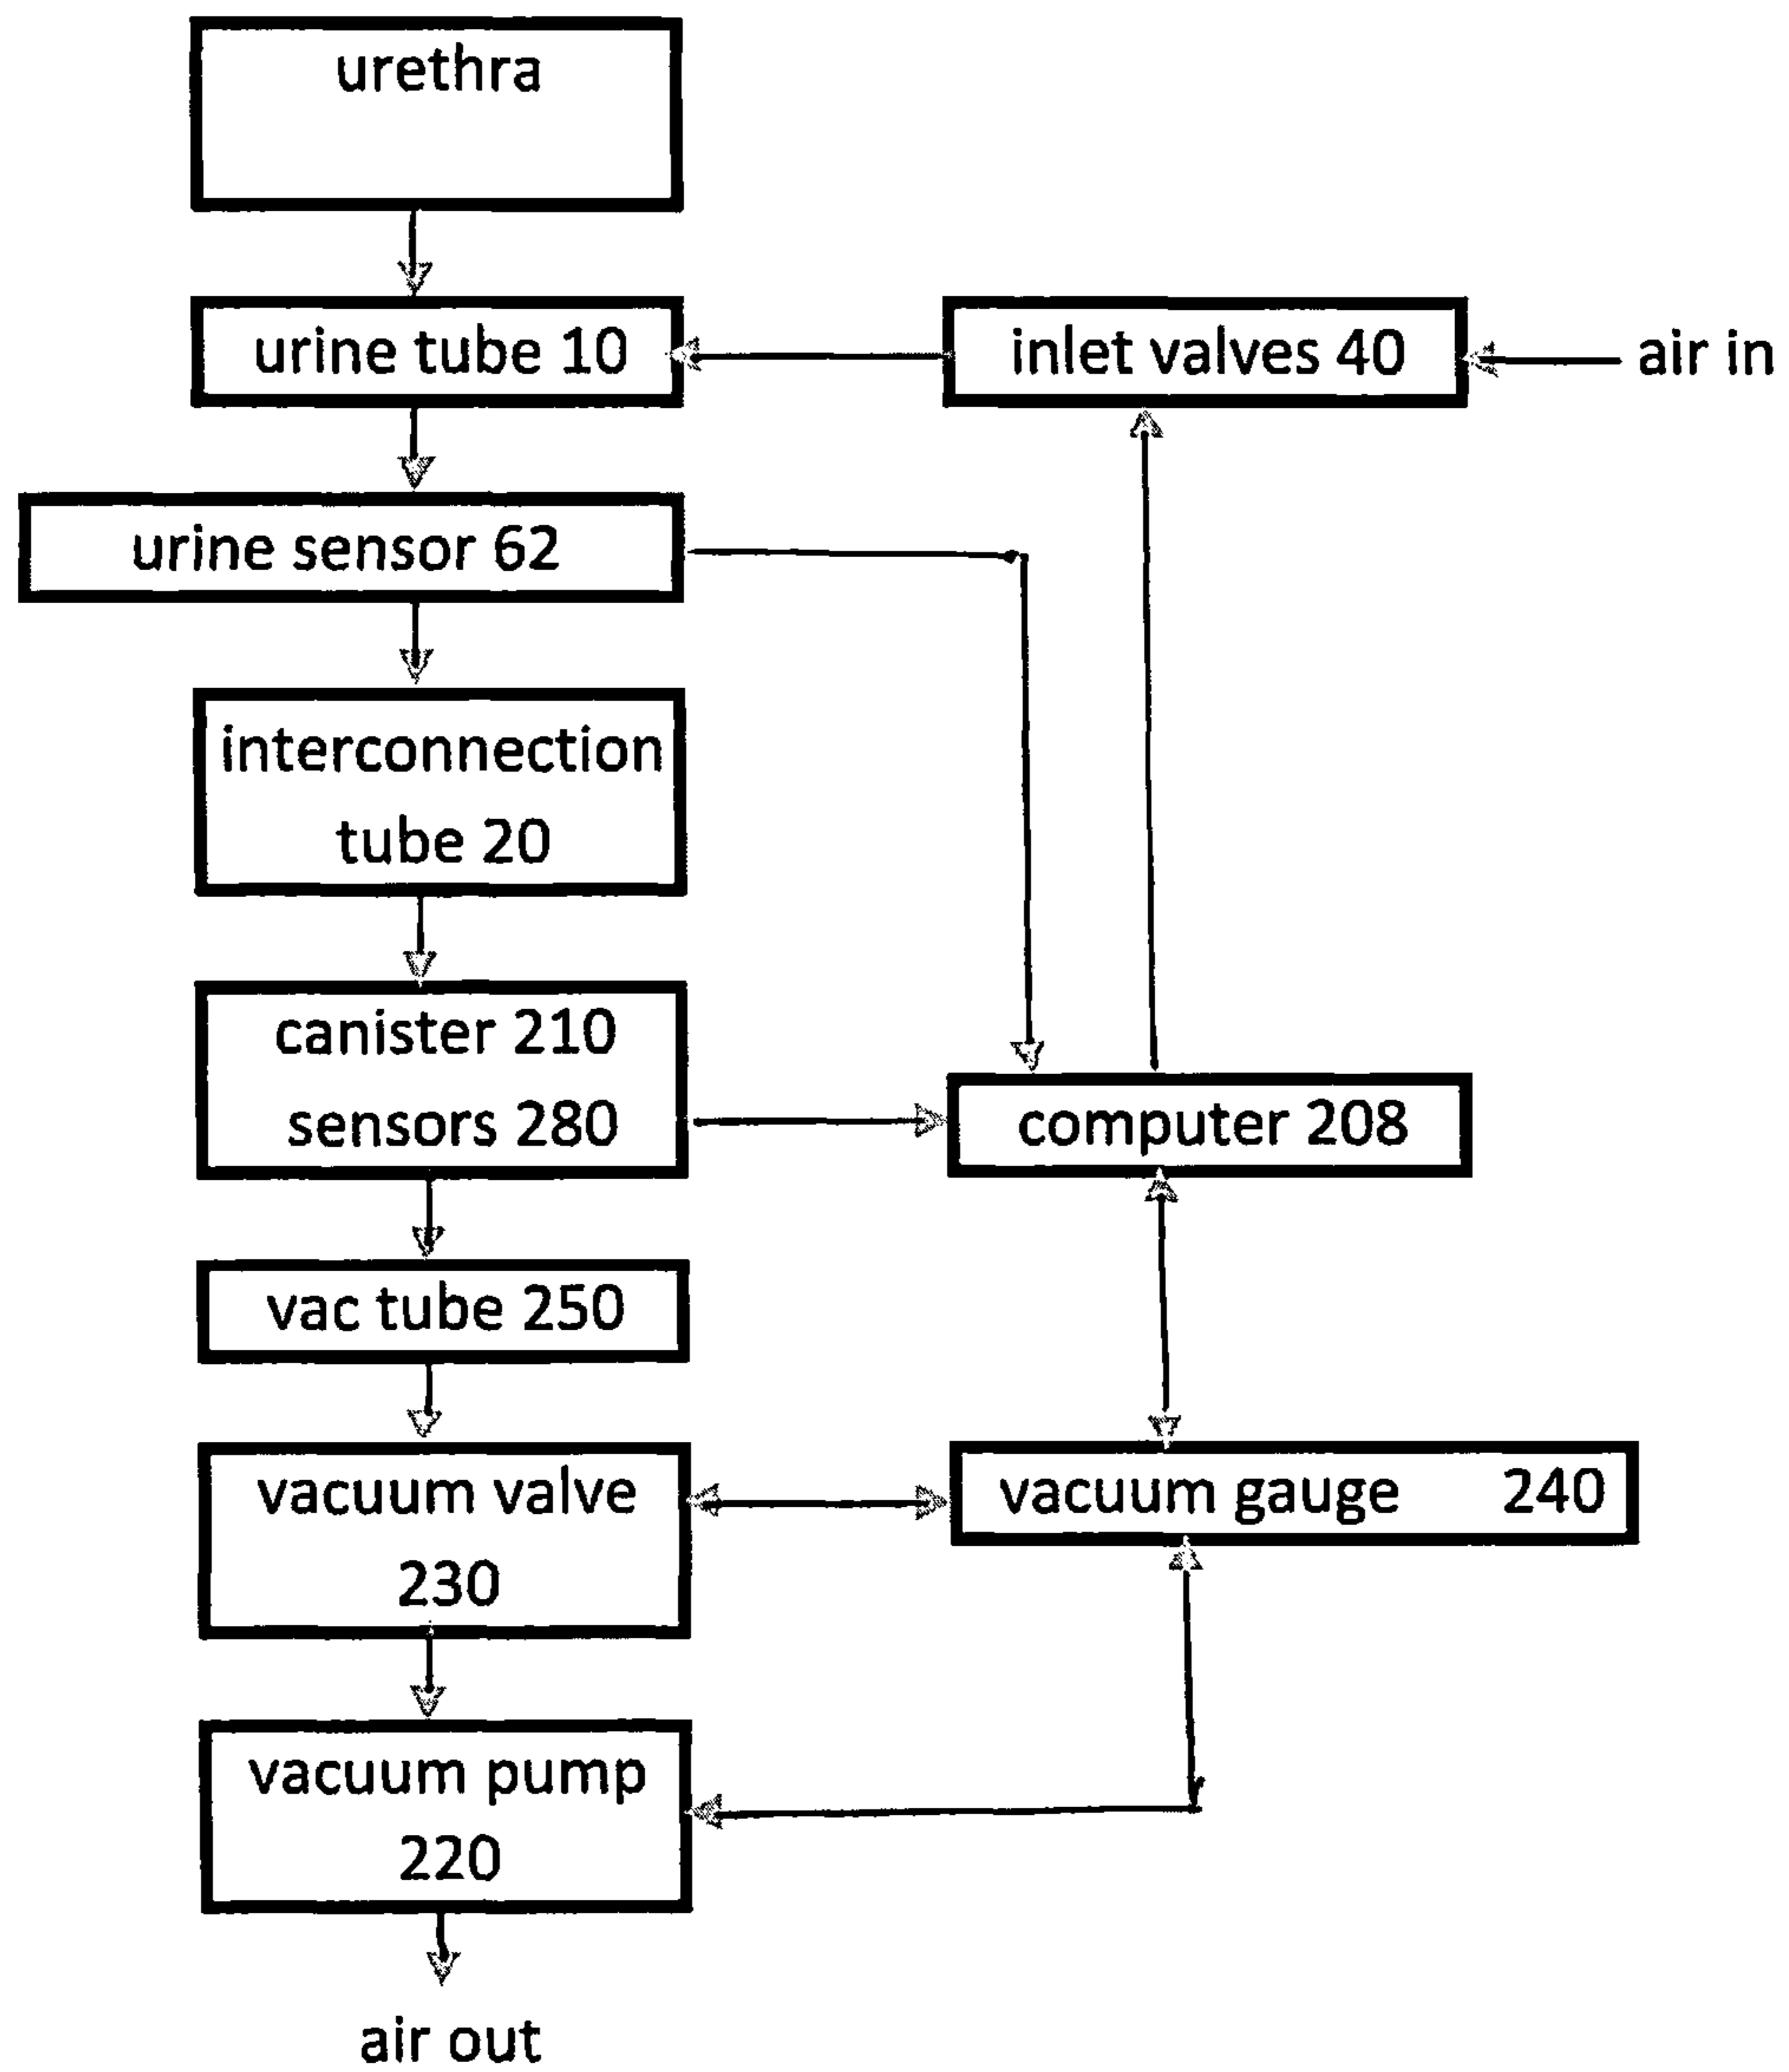 urethra
urine tube 10
inlet valves 40
air in
urine sensor 62
interconnection
tube 20
canister 210
sensors 280
computer 208
vac tube 250
vacuum valve
230
vacuum gauge 240
vacuum pump
220
air out